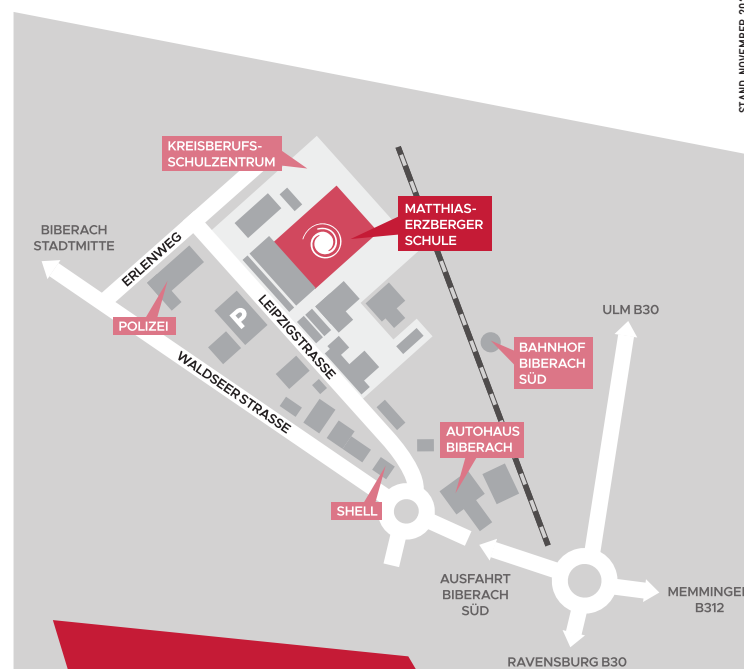 STAND NOVEMBER
KREISBERUFS-
SCHULZENTRUM
MATTHIAS-
ERZBERGER
SCHULE
BIBERACH
STADTMITTE
ERLENWEG
POLIZEI
P
LEIPZIGSTRASSE
WALDSEER STRASSE
ULM B30
BAHNHOF
BIBERACH
SÜD
AUTOHAUS
BIBERACH
SHELL
AUSFAHRT
BIBERACH
SÜD
MEMMINGEN
B312
RAVENSBURG B30